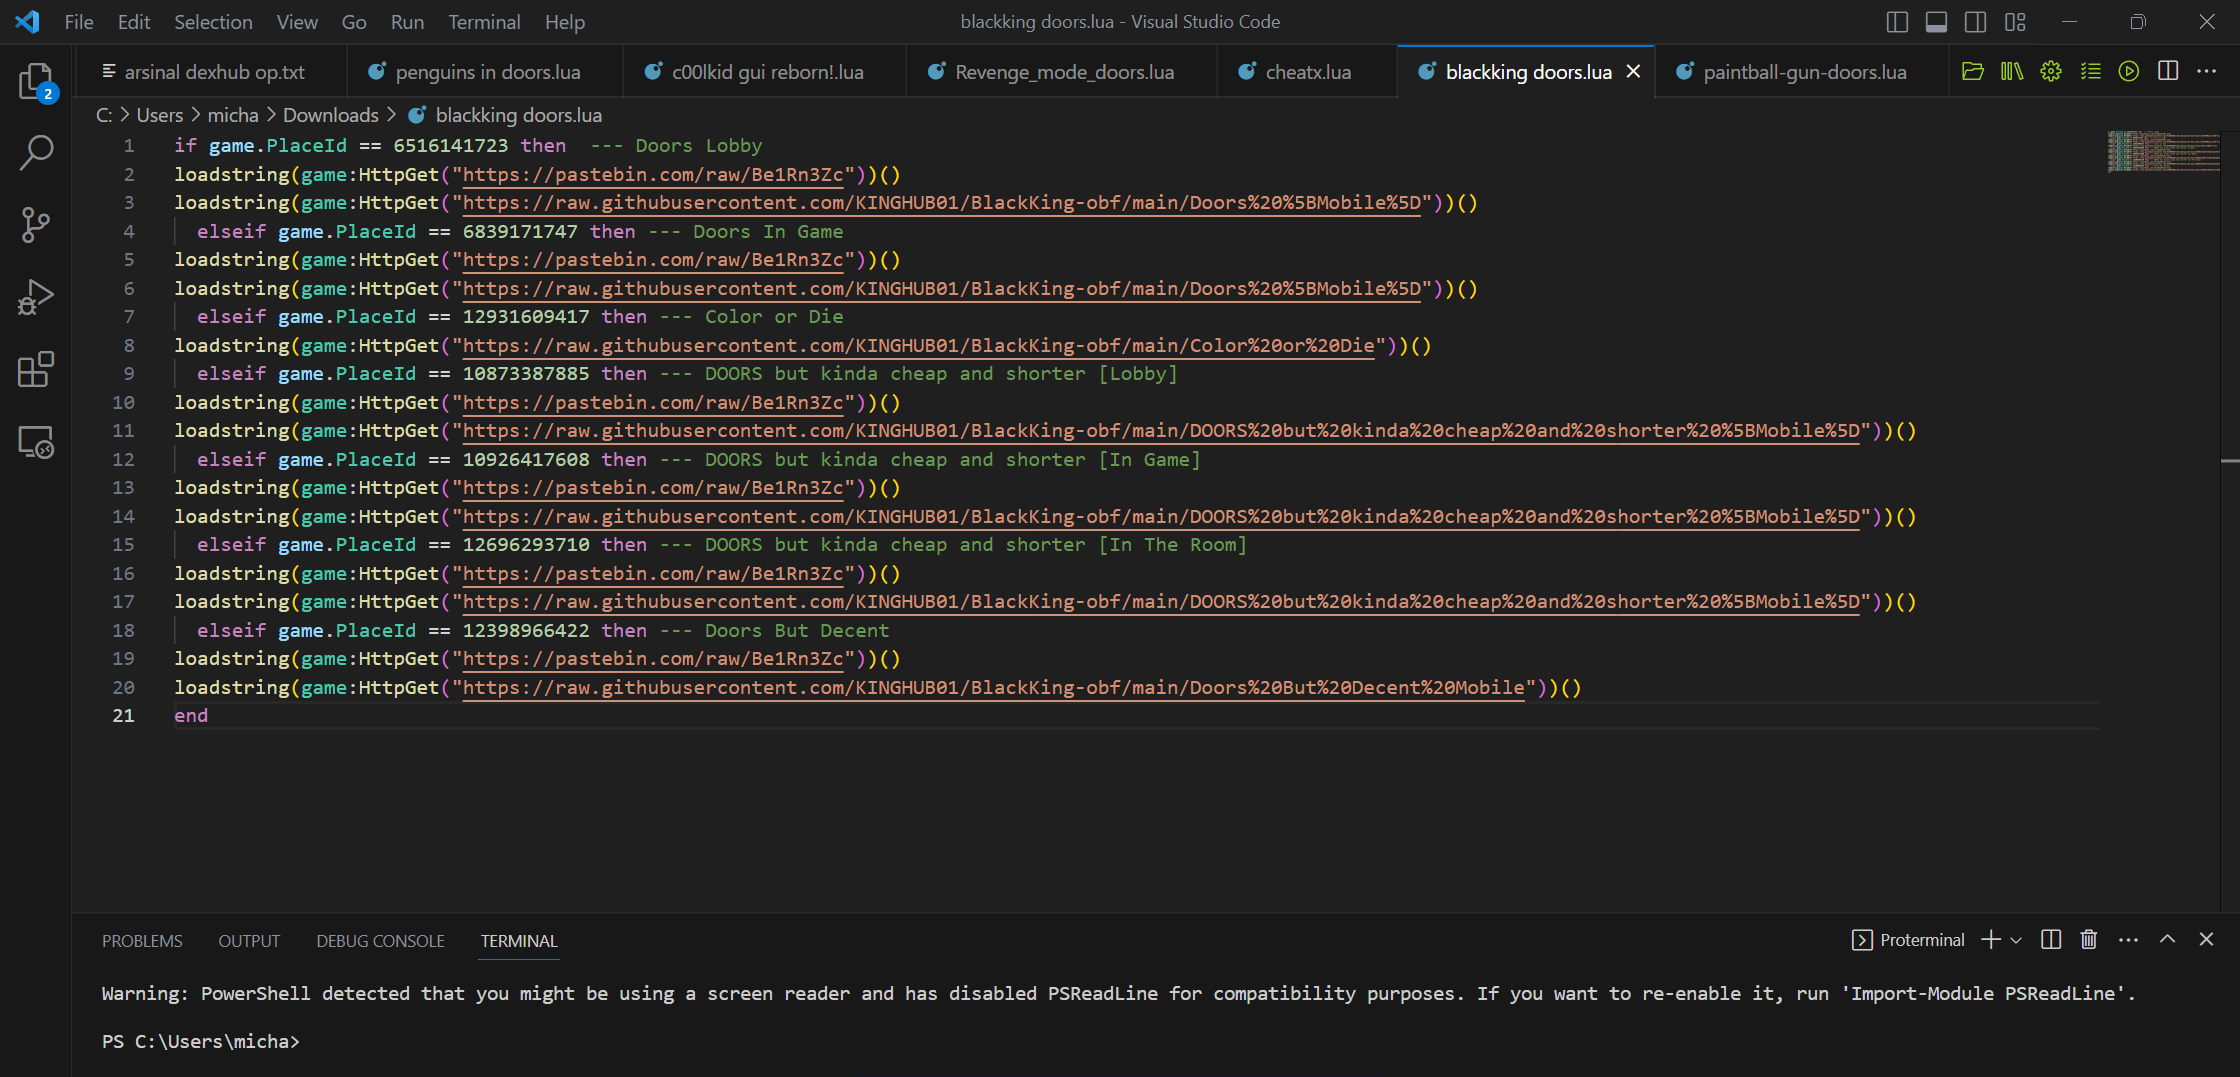 File Edit Selection View Go Run Terminal Help blackking doors.lua - Visual Studio Code
arsinal dexhub op.txt penguins in doors.lua c00lkid gui reborn!.lua Revenge_mode_doors.lua cheatx.lua blackking doors.lua paintball-gun-doors.lua
2
C: > Users > micha > Downloads > blackking doors.lua
1 if game.PlaceId == 6516141723 then --- Doors Lobby
2 loadstring(game:HttpGet("https://pastebin.com/raw/Be1Rn3Zc"))()
3 loadstring(game:HttpGet("https://raw.githubusercontent.com/KINGHUB01/BlackKing-obf/main/Doors%20%5BMobile%5D"))()
4 elseif game.PlaceId == 6839171747 then --- Doors In Game
5 loadstring(game:HttpGet("https://pastebin.com/raw/Be1Rn3Zc"))()
6 loadstring(game:HttpGet("https://raw.githubusercontent.com/KINGHUB01/BlackKing-obf/main/Doors%20%5BMobile%5D"))()
7 elseif game.PlaceId == 12931609417 then --- Color or Die
8 loadstring(game:HttpGet("https://raw.githubusercontent.com/KINGHUB01/BlackKing-obf/main/Color%20or%20Die"))()
9 elseif game.PlaceId == 10873387885 then --- DOORS but kinda cheap and shorter [Lobby]
10 loadstring(game:HttpGet("https://pastebin.com/raw/Be1Rn3Zc"))()
11 loadstring(game:HttpGet("https://raw.githubusercontent.com/KINGHUB01/BlackKing-obf/main/DOORS%20but%20kinda%20cheap%20and%20shorter%20%5BMobile%5D"))()
12 elseif game.PlaceId == 10926417608 then --- DOORS but kinda cheap and shorter [In Game]
13 loadstring(game:HttpGet("https://pastebin.com/raw/Be1Rn3Zc"))()
14 loadstring(game:HttpGet("https://raw.githubusercontent.com/KINGHUB01/BlackKing-obf/main/DOORS%20but%20kinda%20cheap%20and%20shorter%20%5BMobile%5D"))()
15 elseif game.PlaceId == 12696293710 then --- DOORS but kinda cheap and shorter [In The Room]
16 loadstring(game:HttpGet("https://pastebin.com/raw/Be1Rn3Zc"))()
17 loadstring(game:HttpGet("https://raw.githubusercontent.com/KINGHUB01/BlackKing-obf/main/DOORS%20but%20kinda%20cheap%20and%20shorter%20%5BMobile%5D"))()
18 elseif game.PlaceId == 12398966422 then --- Doors But Decent
19 loadstring(game:HttpGet("https://pastebin.com/raw/Be1Rn3Zc"))()
20 loadstring(game:HttpGet("https://raw.githubusercontent.com/KINGHUB01/BlackKing-obf/main/Doors%20But%20Decent%20Mobile"))()
21 end
PROBLEMS OUTPUT DEBUG CONSOLE TERMINAL Proterminal
Warning: PowerShell detected that you might be using a screen reader and has disabled PSReadLine for compatibility purposes. If you want to re-enable it, run 'Import-Module PSReadLine'.
PS C:\Users\micha>